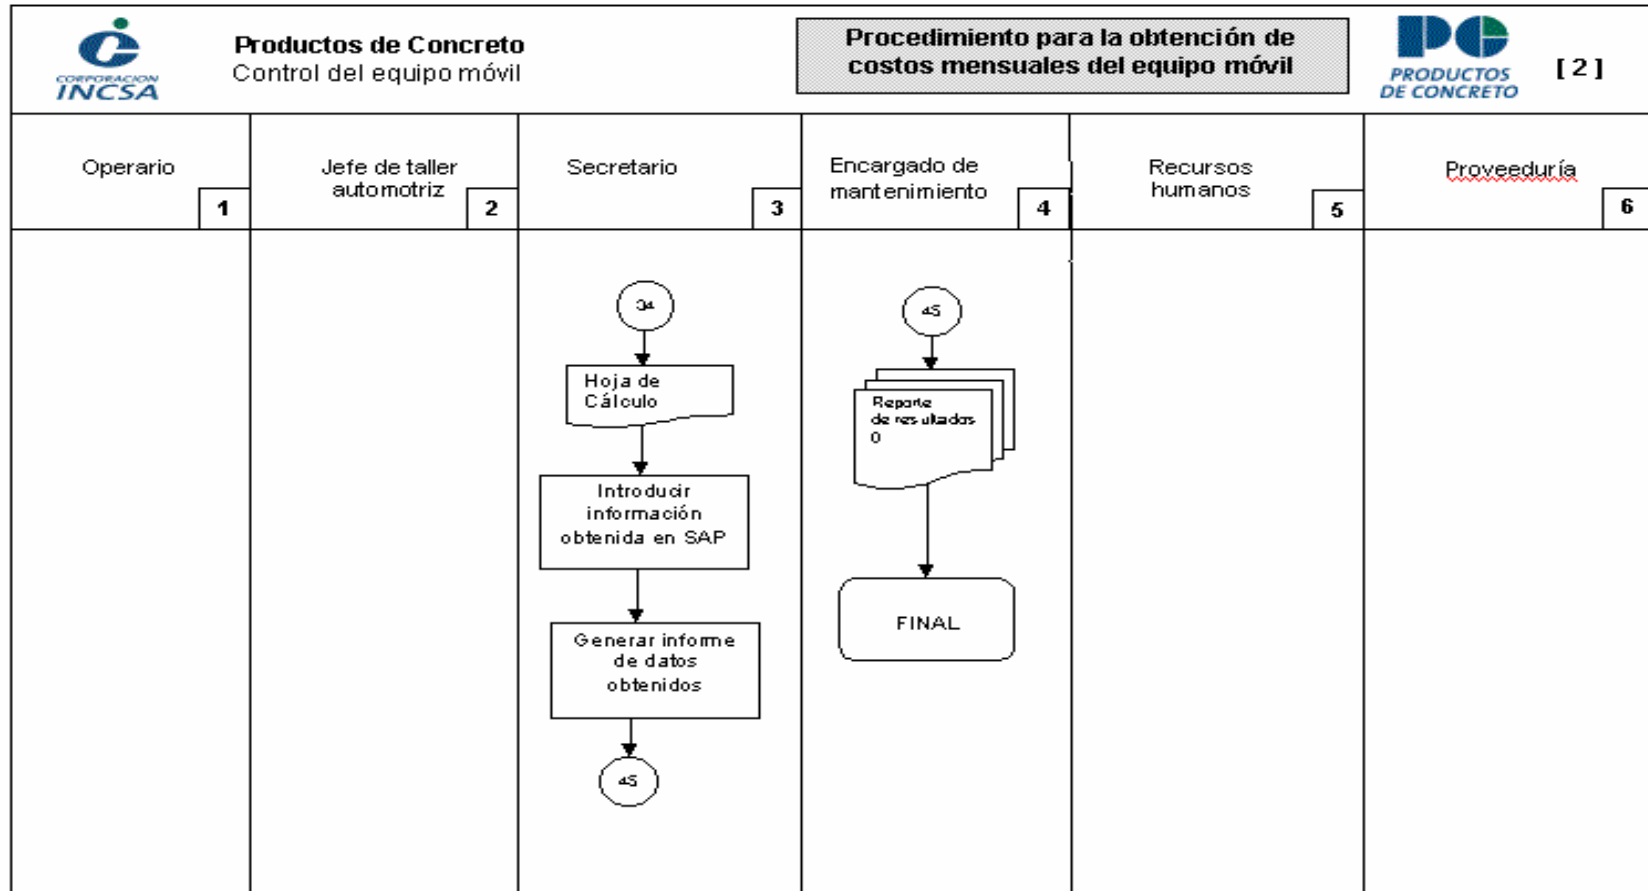 CORPORACION
INCSA
Productos de Concreto
Control del equipo móvil
Procedimiento para la obtención de
costos mensuales del equipo móvil
PRODUCTOS
DE CONCRETO
[ 2 ]
Operario
1
Jefe de taller
automotriz
2
Secretario
3
Encargado de
mantenimiento
4
Recursos
humanos
5
Proveeduría
6
34
Hoja de
Cálculo
Introducir
información
obtenida en SAP
Generar informe
de datos
obtenidos
45
45
Reporte
de resultados
0
FINAL